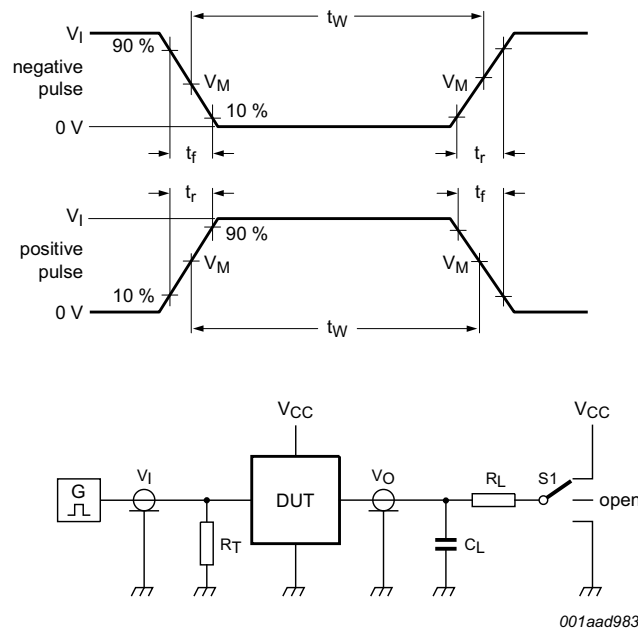 V_I
t_W
90 %
negative
pulse
V_M
V_M
10 %
0 V
t_f
t_r
t_r
t_f
V_I
90 %
positive
pulse
V_M
V_M
10 %
0 V
t_W
V_CC
V_CC
G
V_I
DUT
V_O
R_L
S1
open
R_T
C_L
001aad983